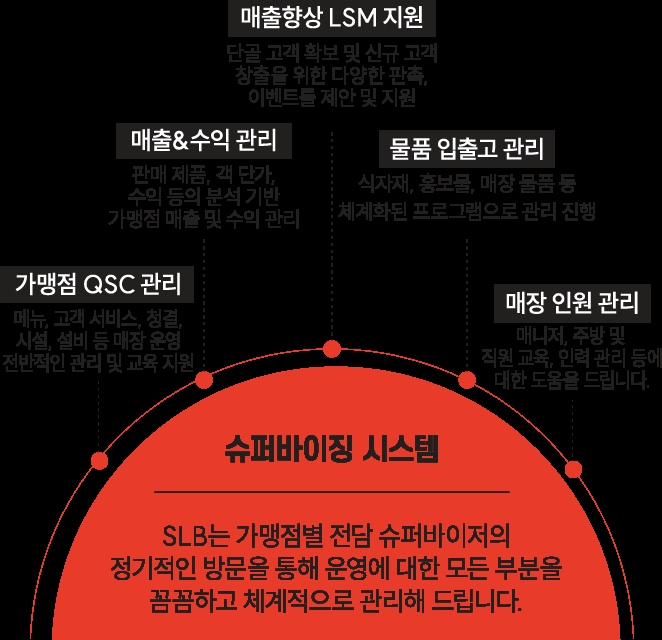 매출향상 LSM 지원
단골 고객 확보 및 신규 고객
창출을 위한 다양한 판촉,
이벤트를 제안 및 지원
매출&수익 관리
판매 제품, 객 단가,
수익 등의 분석 기반
가맹점 매출 및 수익 관리
물품 입출고 관리
식자재, 홍보물, 매장 물품 등
체계화된 프로그램으로 관리 진행
가맹점 QSC 관리
메뉴, 고객 서비스, 청결,
시설, 설비 등 매장 운영
전반적인 관리 및 교육 지원
매장 인원 관리
매니저, 주방 및
직원 교육, 인력 관리 등에
대한 도움을 드립니다.
슈퍼바이징 시스템
SLB는 가맹점별 전담 슈퍼바이저의
정기적인 방문을 통해 운영에 대한 모든 부분을
꼼꼼하고 체계적으로 관리해 드립니다.